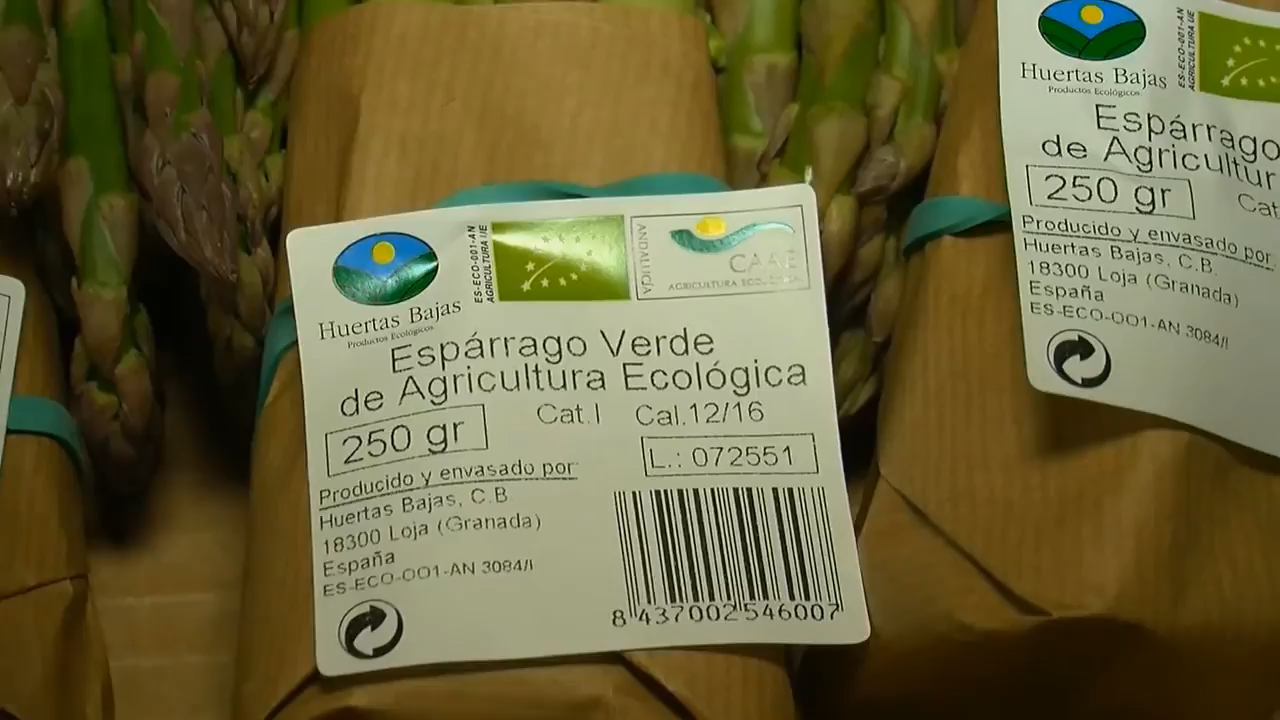 Huertas Bajas
Productos Ecológicos
ES-ECO-001-AN
AGRICULTURA UE
ANDALUCÍA
CAAE
AGRICULTURA ECOLÓGICA
Espárrago Verde
de Agricultura Ecológica
Cat.I Cal.12/16
250 gr
L.: 072551
Producido y envasado por:
Huertas Bajas, C.B
18300 Loja (Granada)
España
ES-ECO-001-AN 3084/I
8 437002 546007
Huertas Bajas
Productos Ecológicos
ES-ECO-001-AN
AGRICULTURA UE
Espárrago
de Agricultur
250 gr
Cat
Producido y envasado por
Huertas Bajas, C.B.
18300 Loja (Granada)
España
ES-ECO-001-AN 3084/I